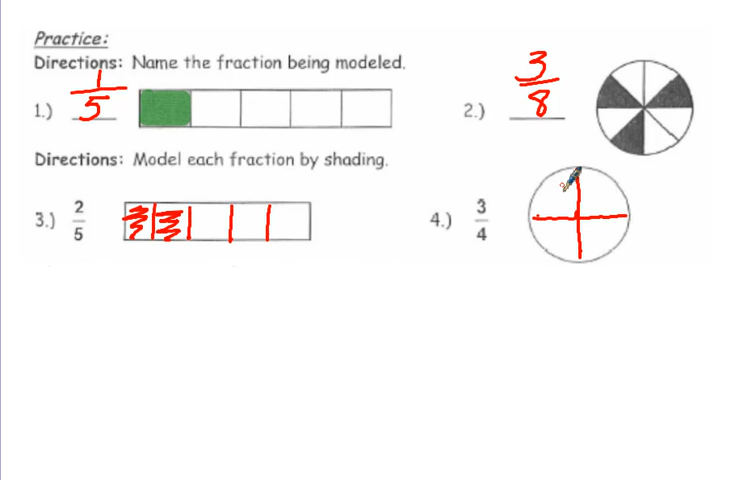 Practice:
Directions: Name the fraction being modeled.
1.) 1/5
2.) 3/8
Directions: Model each fraction by shading.
3.) 2/5
4.) 3/4